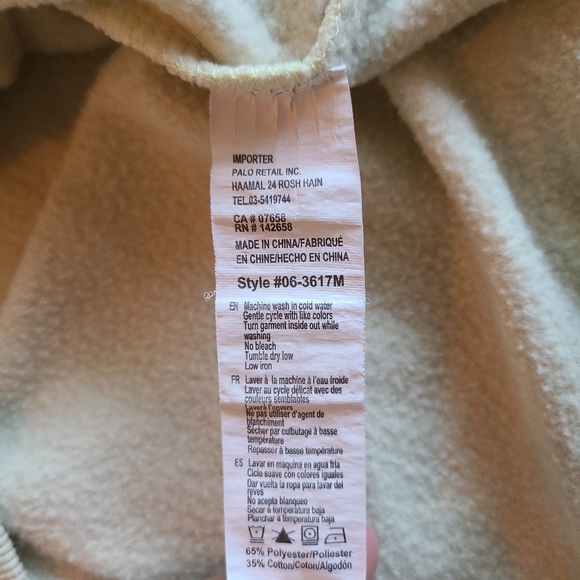 IMPORTER
PALO RETAIL INC.
HAAMAL 24 ROSH HAIN
TEL.03-5419744
CA # 07658
RN # 142658
MADE IN CHINA/FABRIQUÉ
EN CHINE/HECHO EN CHINA
Style #06-3617M
EN Machine wash in cold water
Gentle cycle with like colors
Turn garment inside out while
washing
No bleach
Tumble dry low
Low iron
FR Laver à la machine à l'eau froide
Laver au cycle délicat avec des
couleurs semblables
Laver à l'envers
Ne pas utiliser d'agent de
blanchiment
Sécher par culbutage à basse
température
Repasser à basse température
ES Lavar en maquina en agua fría
Ciclo suave con colores iguales
Dar vuelta la ropa para lavar del
reves
No acepta blanqueo
Secar a temperatura baja
Planchar a temperatura baja
65% Polyester/Poliester
35% Cotton/Coton/Algodón